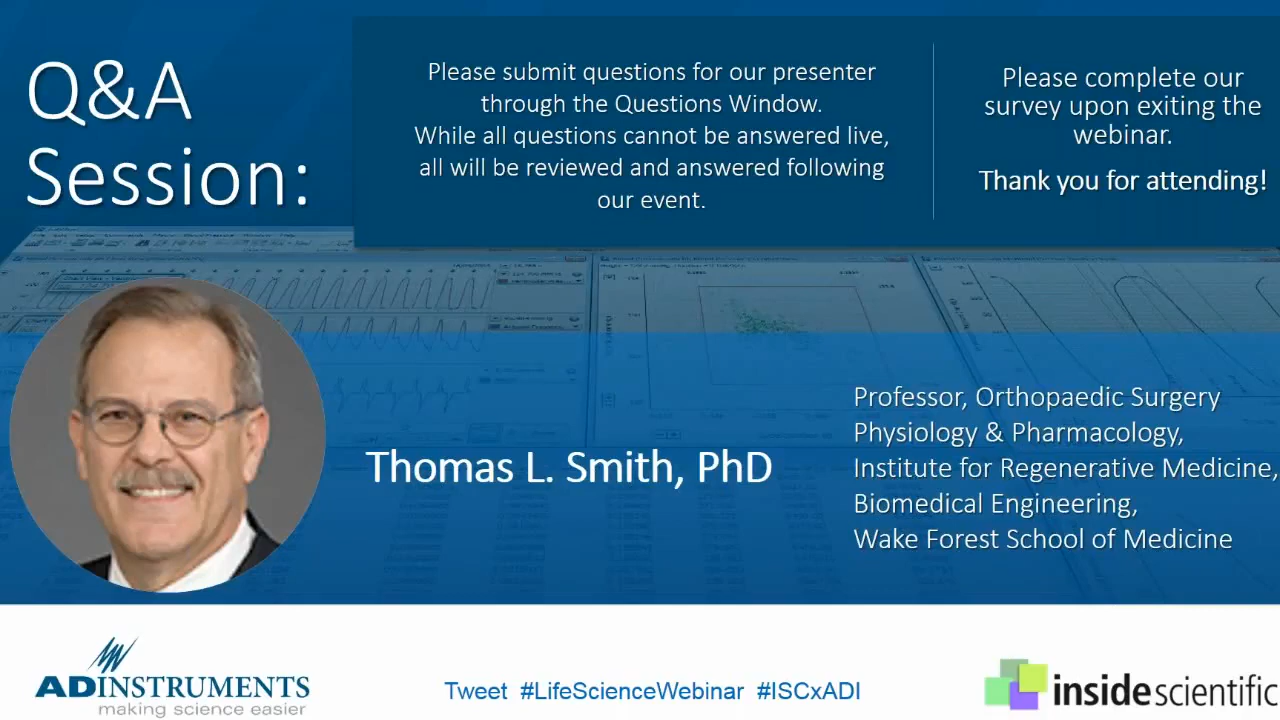 Q&A
Session:
Please submit questions for our presenter
through the Questions Window.
While all questions cannot be answered live,
all will be reviewed and answered following
our event.
Please complete our
survey upon exiting the
webinar.
Thank you for attending!
Thomas L. Smith, PhD
Professor, Orthopaedic Surgery
Physiology & Pharmacology,
Institute for Regenerative Medicine,
Biomedical Engineering,
Wake Forest School of Medicine
ADINSTRUMENTS
making science easier
Tweet #LifeScienceWebinar #ISCxADI
insidescientific